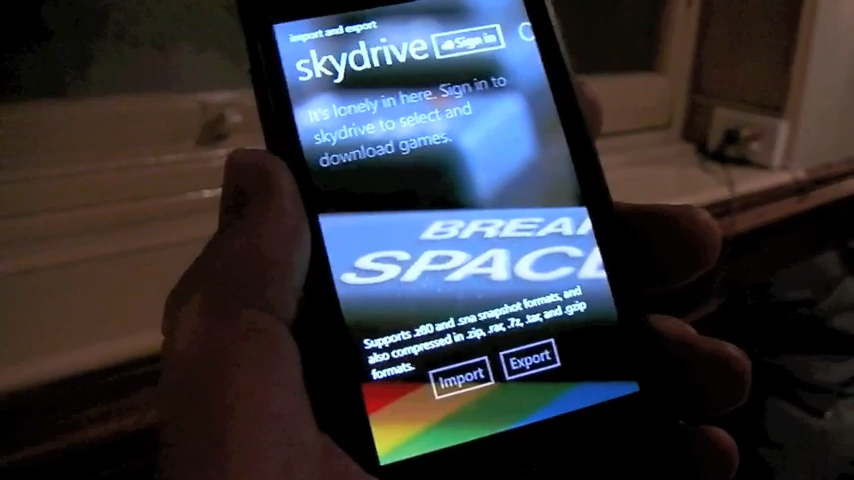 import and export
skydrive Sign in
It's lonely in here. Sign in to
skydrive to select and
download games.
BREAK
SPACE
Supports .z80 and .sna snapshot formats, and
also compressed in .zip, .rar, .7z, .tar, and .gzip
formats.
Import Export